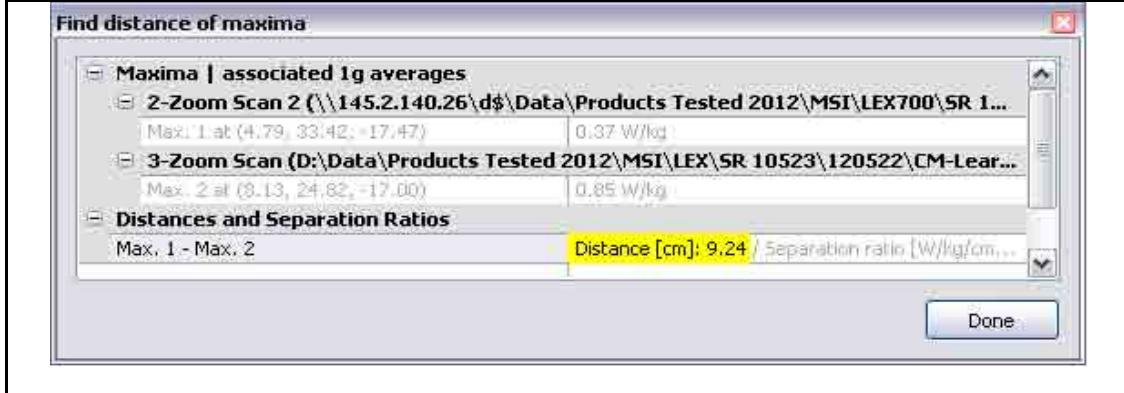 Find distance of maxima
Maxima | associated 1g averages
2-Zoom Scan 2 (\\145.2.140.26\d$\Data\Products Tested 2012\MSI\LEX700\SR 1...
Max. 1 at (4.79, 33.42, -17.47) 0.37 W/kg
3-Zoom Scan (D:\Data\Products Tested 2012\MSI\LEX\SR 10523\120522\CM-Lear...
Max. 2 at (8.13, 24.82, -17.00) 0.85 W/kg
Distances and Separation Ratios
Max. 1 - Max. 2 Distance [cm]: 9.24 / Separation ratio [W/kg/cm...
Done